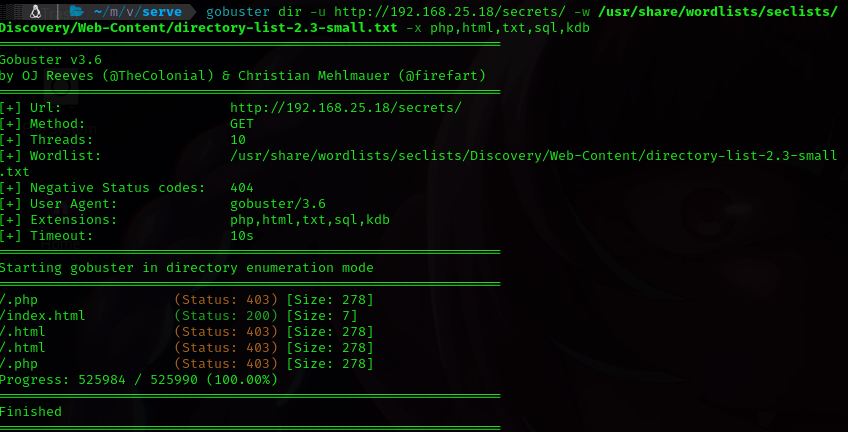 ~/m/v/serve gobuster dir -u http://192.168.25.18/secrets/ -w /usr/share/wordlists/seclists/
Discovery/Web-Content/directory-list-2.3-small.txt -x php,html,txt,sql,kdb
===============================================================
Gobuster v3.6
by OJ Reeves (@TheColonial) & Christian Mehlmauer (@firefart)
===============================================================
[+] Url:                     http://192.168.25.18/secrets/
[+] Method:                  GET
[+] Threads:                 10
[+] Wordlist:                /usr/share/wordlists/seclists/Discovery/Web-Content/directory-list-2.3-small
.txt
[+] Negative Status codes:   404
[+] User Agent:              gobuster/3.6
[+] Extensions:              php,html,txt,sql,kdb
[+] Timeout:                 10s
===============================================================
Starting gobuster in directory enumeration mode
===============================================================
/.php                 (Status: 403) [Size: 278]
/index.html           (Status: 200) [Size: 7]
/.html                (Status: 403) [Size: 278]
/.html                (Status: 403) [Size: 278]
/.php                 (Status: 403) [Size: 278]
Progress: 525984 / 525990 (100.00%)
===============================================================
Finished
===============================================================